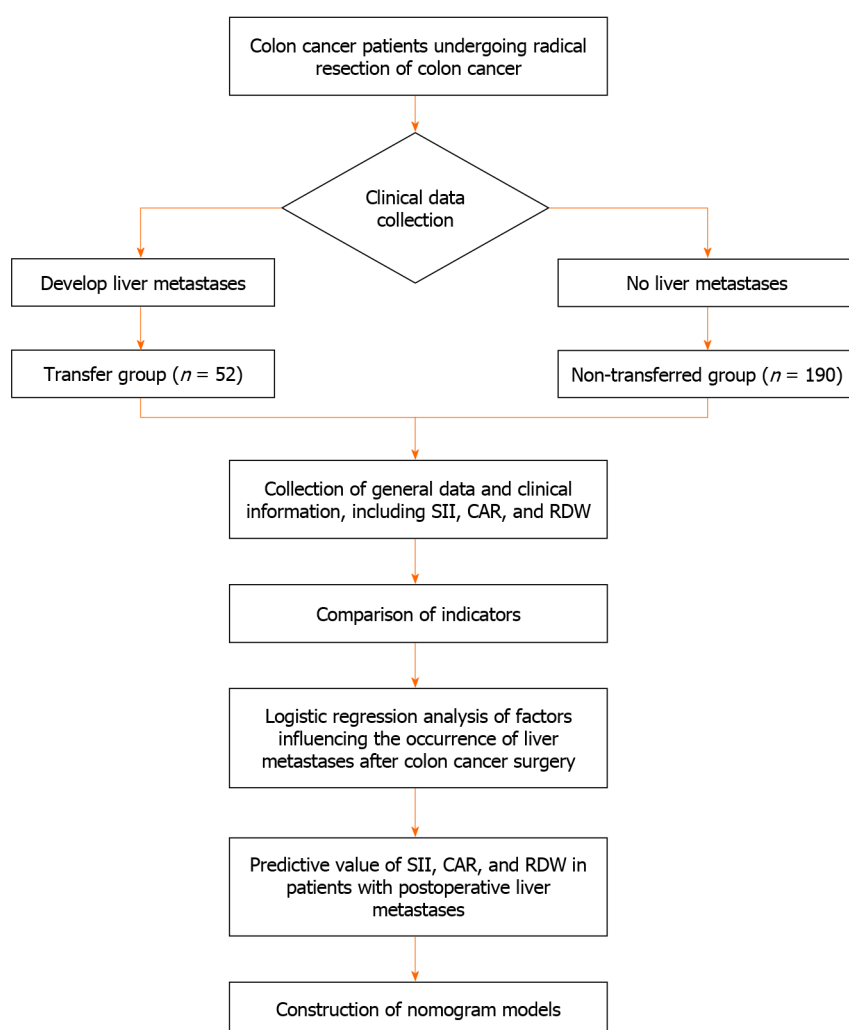 Colon cancer patients undergoing radical
resection of colon cancer
Clinical data
collection
Develop liver metastases
No liver metastases
Transfer group (n = 52)
Non-transferred group (n = 190)
Collection of general data and clinical
information, including SII, CAR, and RDW
Comparison of indicators
Logistic regression analysis of factors
influencing the occurrence of liver
metastases after colon cancer surgery
Predictive value of SII, CAR, and RDW in
patients with postoperative liver
metastases
Construction of nomogram models